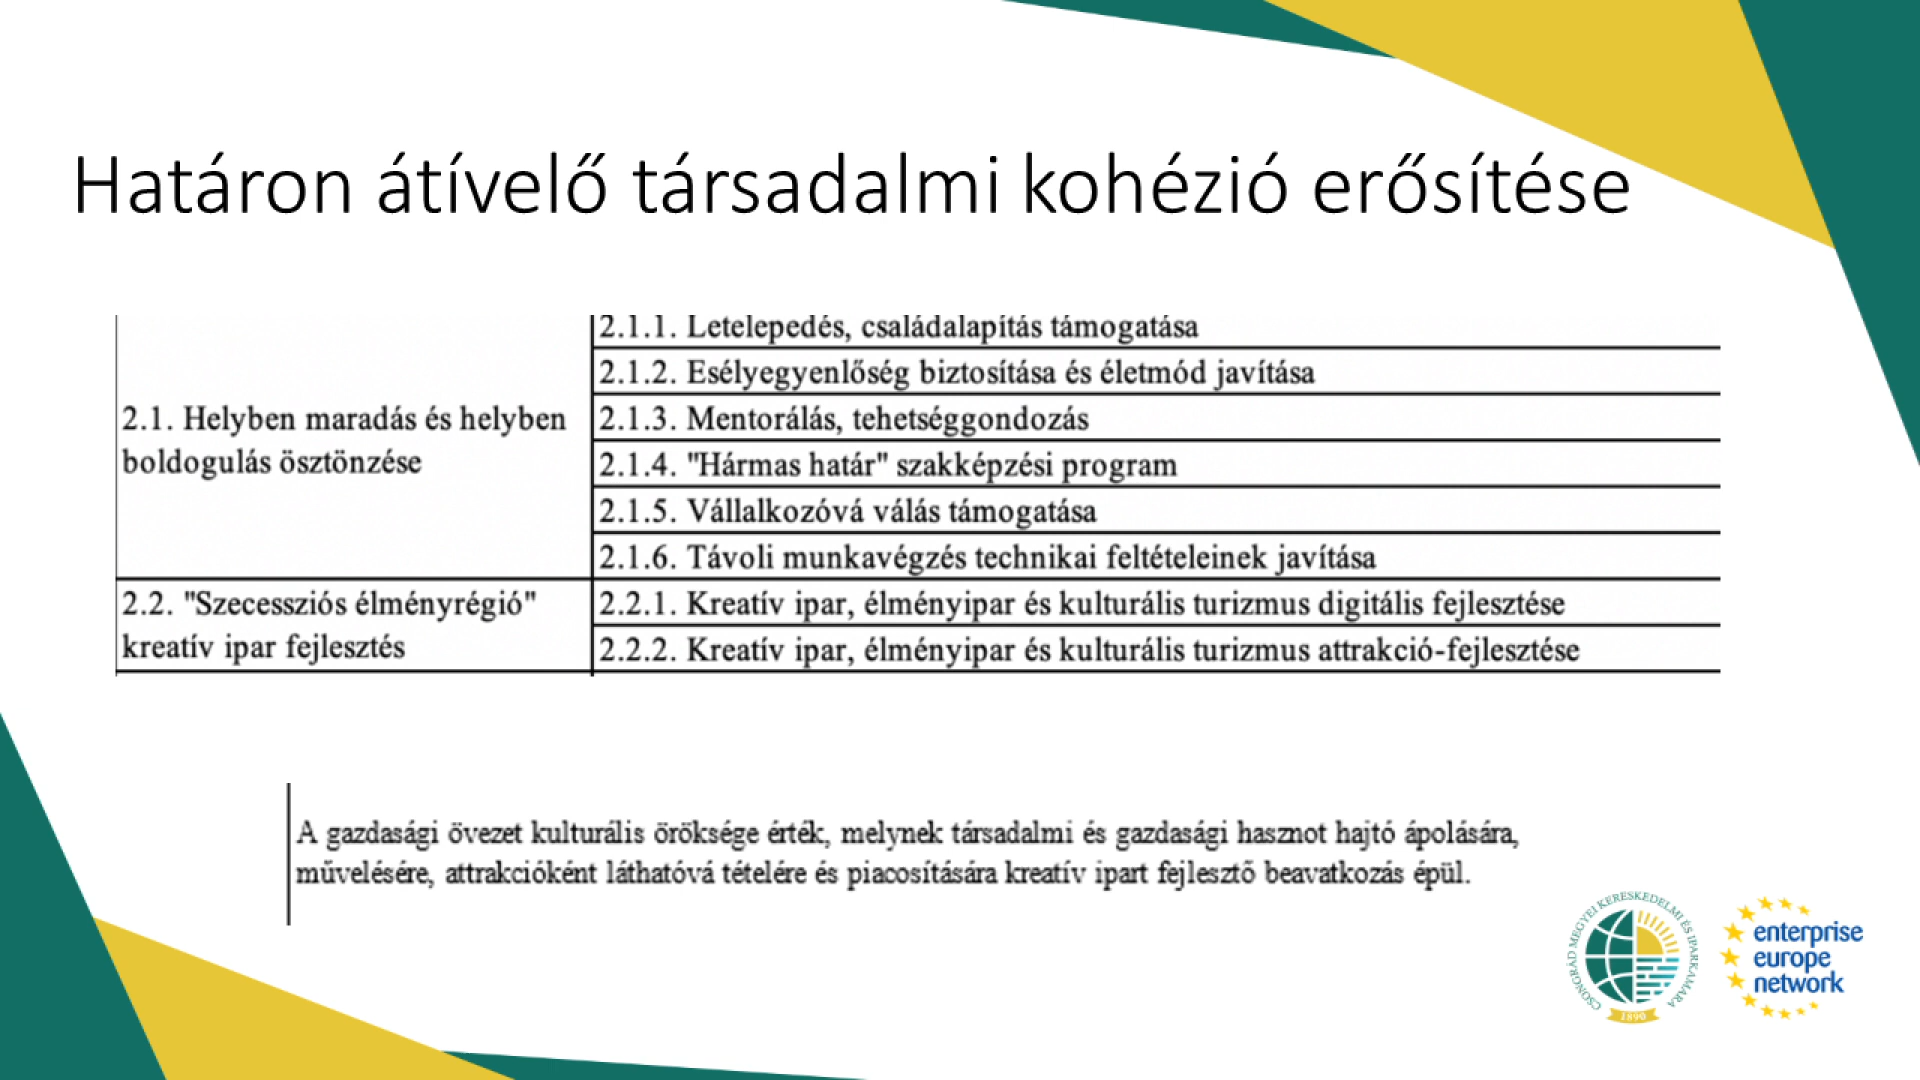 Határon átívelő társadalmi kohézió erősítése
2.1. Helyben maradás és helyben
boldogulás ösztönzése
2.1.1. Letelepedés, családalapítás támogatása
2.1.2. Esélyegyenlőség biztosítása és életmód javítása
2.1.3. Mentorálás, tehetséggondozás
2.1.4. "Hármas határ" szakképzési program
2.1.5. Vállalkozóvá válás támogatása
2.1.6. Távoli munkavégzés technikai feltételeinek javítása
2.2. "Szecessziós élményrégió"
kreatív ipar fejlesztés
2.2.1. Kreatív ipar, élményipar és kulturális turizmus digitális fejlesztése
2.2.2. Kreatív ipar, élményipar és kulturális turizmus attrakció-fejlesztése
A gazdasági övezet kulturális öröksége érték, melynek társadalmi és gazdasági hasznot hajtó ápolására,
művelésére, attrakcióként láthatóvá tételére és piacosítására kreatív ipart fejlesztő beavatkozás épül.
CSONGRÁD MEGYEI KERESKEDELMI ÉS IPARKAMARA
1890
enterprise
europe
network